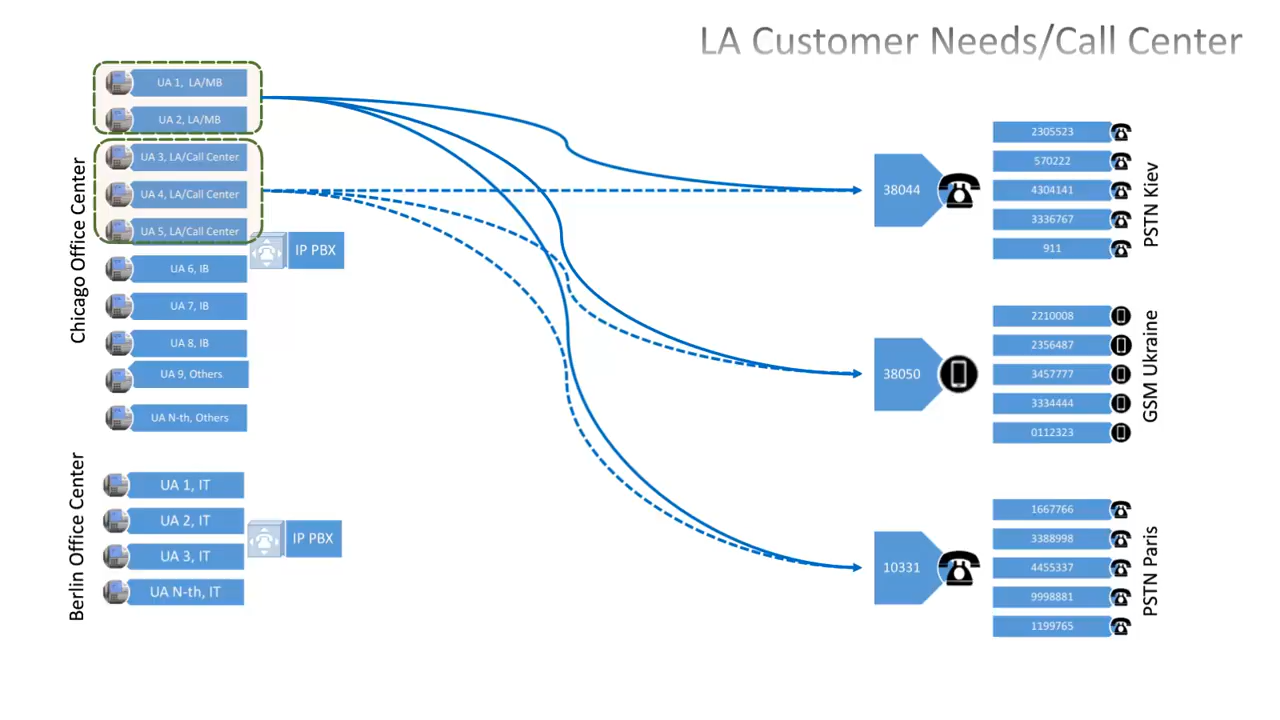 LA Customer Needs/Call Center
Chicago Office Center
UA 1, LA/MB
UA 2, LA/MB
UA 3, LA/Call Center
UA 4, LA/Call Center
UA 5, LA/Call Center
IP PBX
UA 6, IB
UA 7, IB
UA 8, IB
UA 9, Others
UA N-th, Others
Berlin Office Center
UA 1, IT
UA 2, IT
UA 3, IT
UA N-th, IT
IP PBX
38044
2305523
570222
4304141
3336767
911
PSTN Kiev
38050
2210008
2356487
3457777
3334444
0112323
GSM Ukraine
10331
1667766
3388998
4455337
9998881
1199765
PSTN Paris